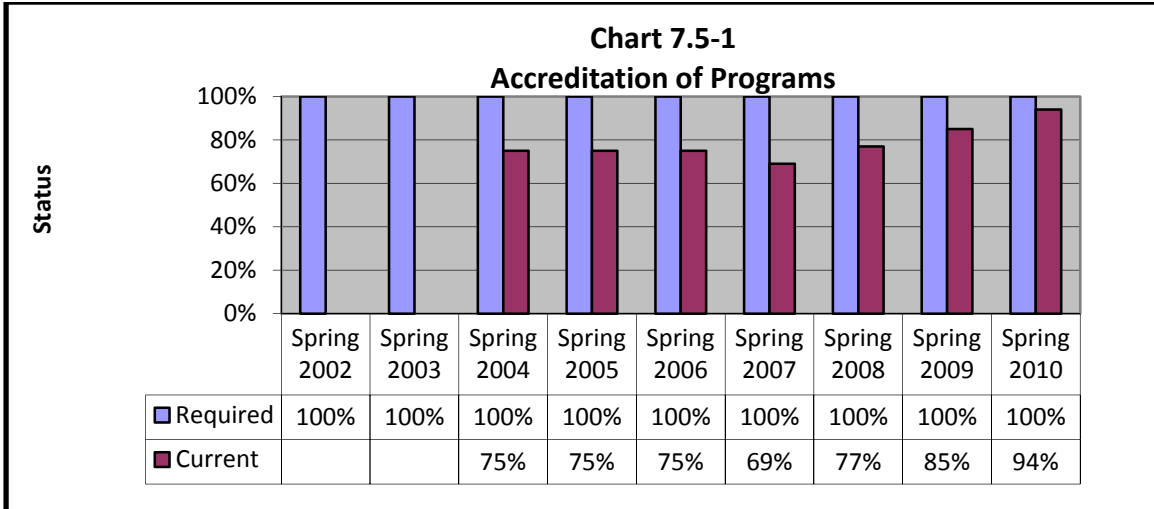 Chart 7.5-1
Accreditation of Programs
Status
100%
80%
60%
40%
20%
0%
Spring 2002 Spring 2003 Spring 2004 Spring 2005 Spring 2006 Spring 2007 Spring 2008 Spring 2009 Spring 2010
Required 100% 100% 100% 100% 100% 100% 100% 100% 100%
Current 75% 75% 75% 69% 77% 85% 94%